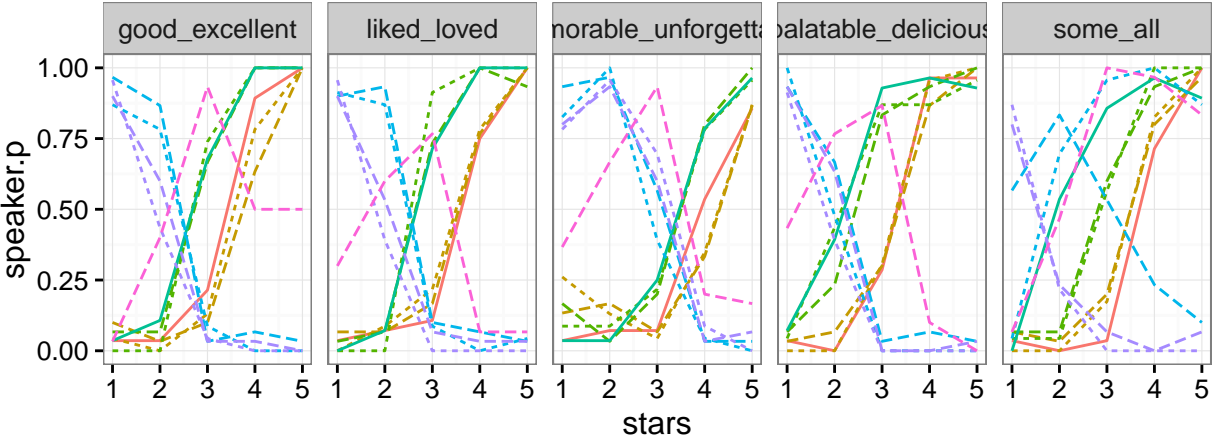 good_excellent liked_loved morable_unforgetta palatable_delicious some_all
1.00
0.75
0.50
0.25
0.00
speaker.p
1 2 3 4 5 1 2 3 4 5 1 2 3 4 5 1 2 3 4 5 1 2 3 4 5
stars